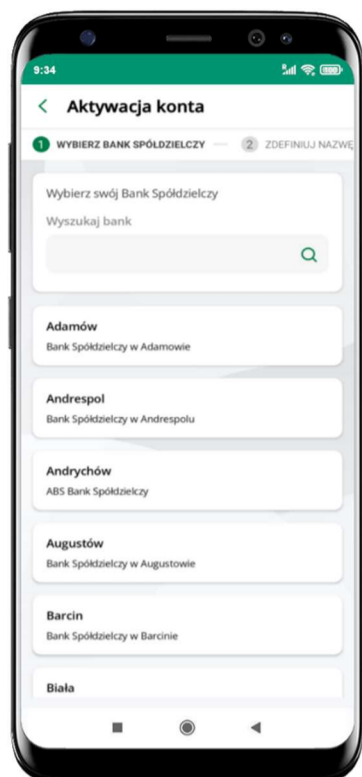 9:34
Aktywacja konta
1 WYBIERZ BANK SPÓŁDZIELCZY
2 ZDEFINIUJ NAZWĘ
Wybierz swój Bank Spółdzielczy
Wyszukaj bank
Adamów
Bank Spółdzielczy w Adamowie
Andrespol
Bank Spółdzielczy w Andrespolu
Andrychów
ABS Bank Spółdzielczy
Augustów
Bank Spółdzielczy w Augustowie
Barcin
Bank Spółdzielczy w Barcinie
Biała